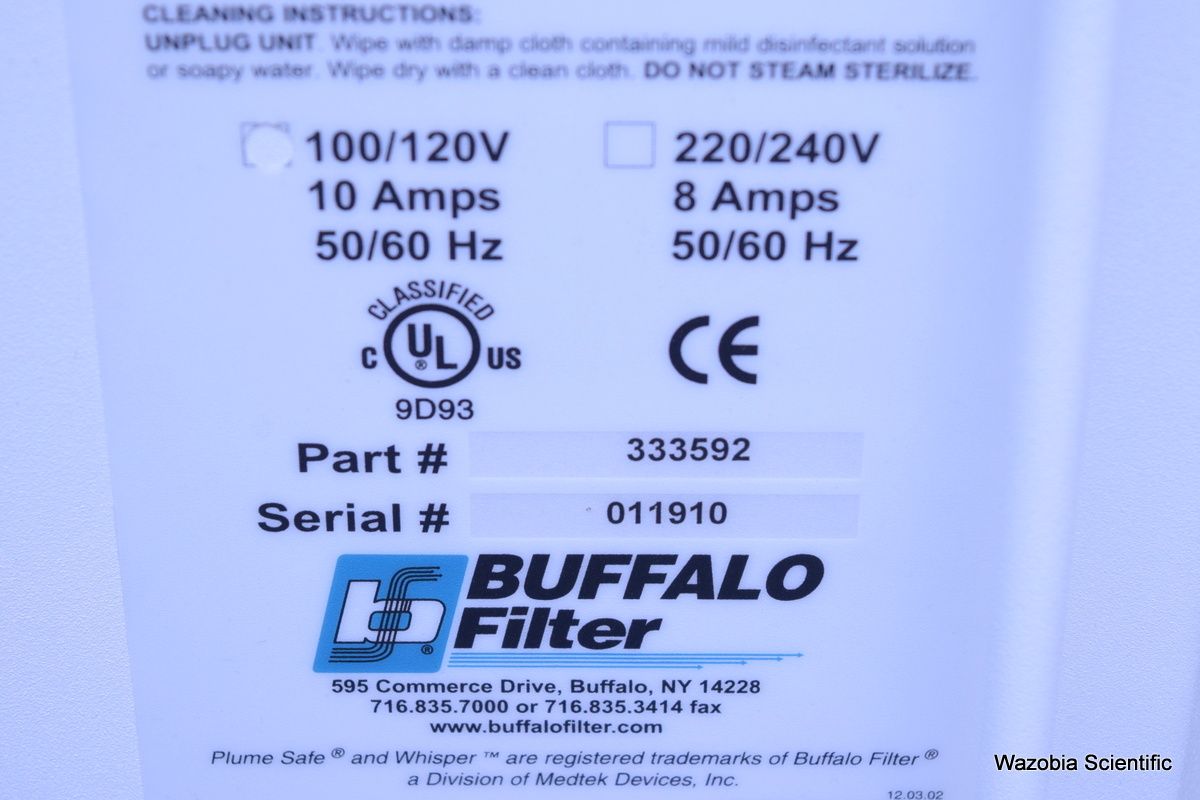 CLEANING INSTRUCTIONS:
UNPLUG UNIT. Wipe with damp cloth containing mild disinfectant solution
or soapy water. Wipe dry with a clean cloth. DO NOT STEAM STERILIZE.
100/120V 220/240V
10 Amps 8 Amps
50/60 Hz 50/60 Hz
CLASSIFIED
C UL® US CE
9D93
Part # 333592
Serial # 011910
BUFFALO
Filter
b®
595 Commerce Drive, Buffalo, NY 14228
716.835.7000 or 716.835.3414 fax
www.buffalofilter.com
Plume Safe ® and Whisper ™ are registered trademarks of Buffalo Filter ®
a Division of Medtek Devices, Inc.
12.03.02
Wazobia Scientific